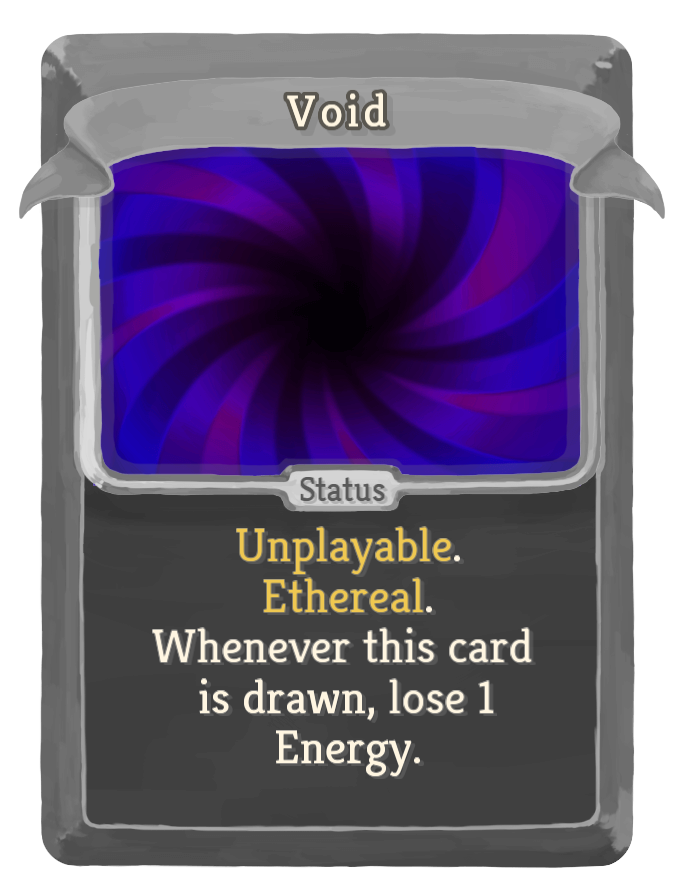 Void
Status
Unplayable.
Ethereal.
Whenever this card
is drawn, lose 1
Energy.